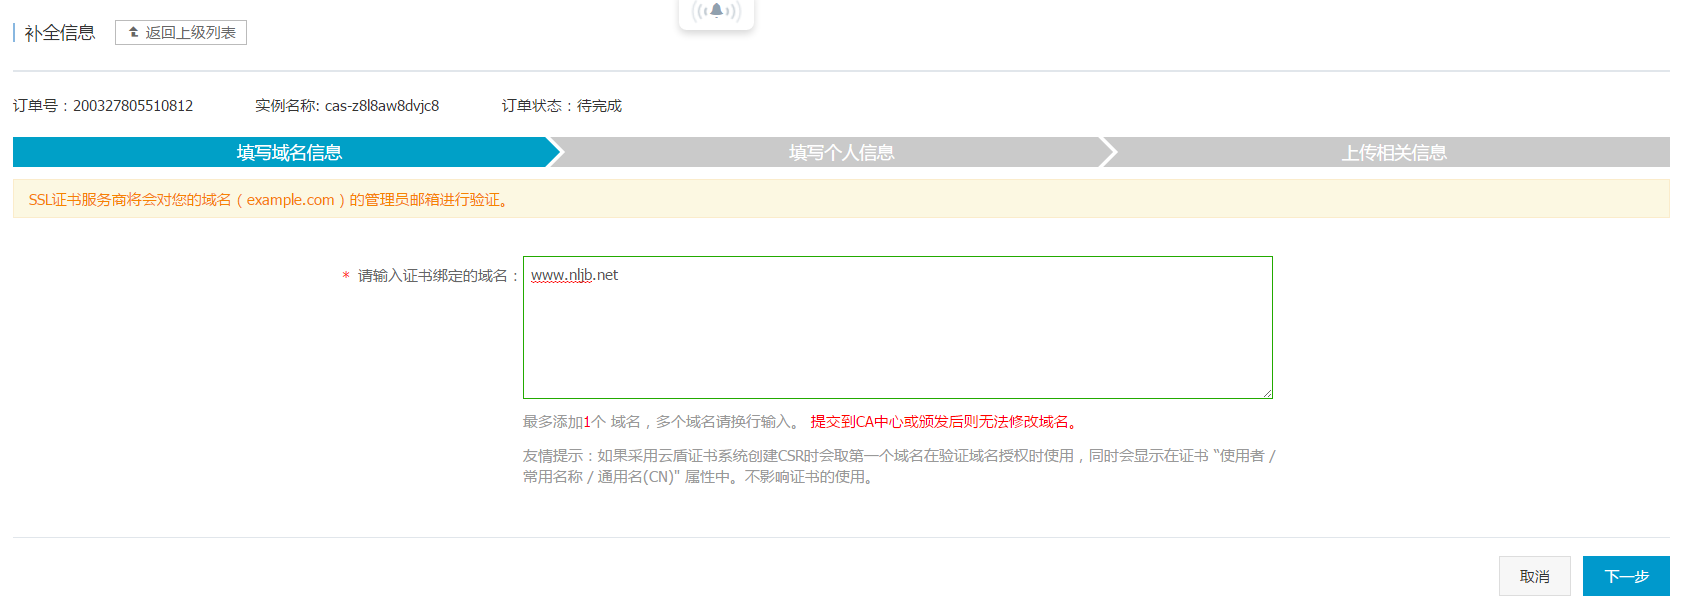 补全信息 返回上级列表
订单号：200327805510812 实例名称: cas-z8l8aw8dvjc8 订单状态：待完成
填写域名信息 填写个人信息 上传相关信息
SSL证书服务商将会对您的域名（example.com）的管理员邮箱进行验证。
* 请输入证书绑定的域名： www.nljb.net
最多添加1个 域名，多个域名请换行输入。 提交到CA中心或颁发后则无法修改域名。
友情提示：如果采用云盾证书系统创建CSR时会取第一个域名在验证域名授权时使用，同时会显示在证书 “使用者 /
常用名称 / 通用名(CN)" 属性中。不影响证书的使用。
取消 下一步